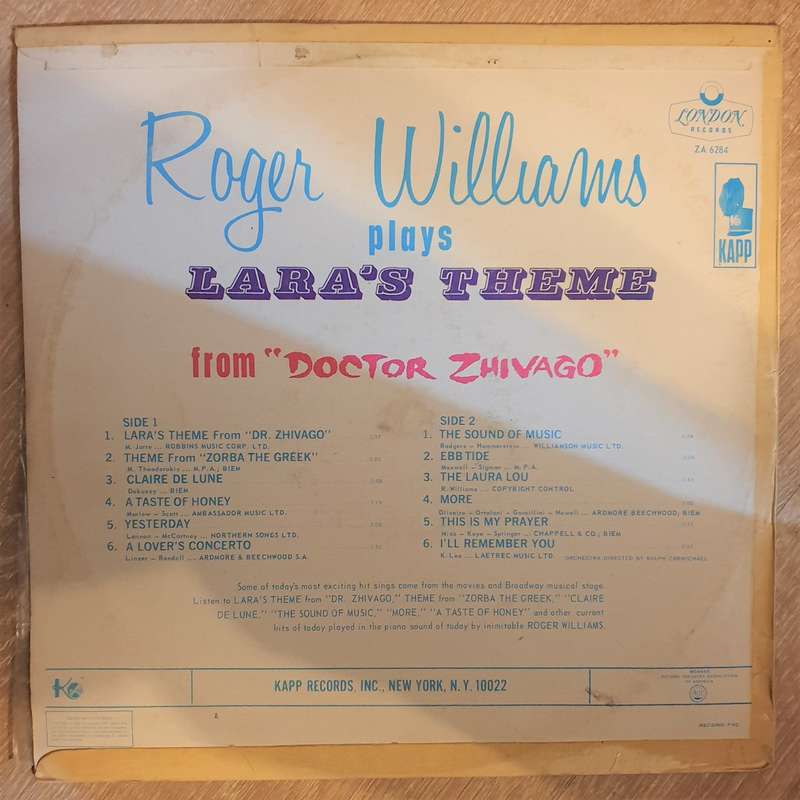 LONDON
RECORDS
Z.A. 6284
KAPP
Roger Williams
plays
LARA'S THEME
from "DOCTOR ZHIVAGO"
SIDE 1
1. LARA'S THEME From "DR. ZHIVAGO"
M. Jarre ... ROBBINS MUSIC CORP. LTD.
2. THEME From "ZORBA THE GREEK"
M. Theodorakis ... M.P.A.; BIEM
3. CLAIRE DE LUNE
Debussy ... BIEM
4. A TASTE OF HONEY
Marlow – Scott ... AMBASSADOR MUSIC LTD.
5. YESTERDAY
Lennon – McCartney ... NORTHERN SONGS LTD.
6. A LOVER'S CONCERTO
Linzer – Randell ... ARDMORE & BEECHWOOD S.A.
SIDE 2
1. THE SOUND OF MUSIC
Rodgers – Hammerstein ... WILLIAMSON MUSIC LTD.
2. EBB TIDE
Maxwell – Sigman ... M.P.A.
3. THE LAURA LOU
R. Williams ... COPYRIGHT CONTROL
4. MORE
Oliviero – Ortolani – Newell ... ARDMORE BEECHWOOD; BIEM
5. THIS IS MY PRAYER
Kaye – Springer ... CHAPPELL & CO.; BIEM
6. I'LL REMEMBER YOU
K. Lee ... LAETREC MUSIC LTD.
ORCHESTRA DIRECTED BY RALPH CARMICHAEL
Some of today's most exciting hit sings come from the movies and Broadway musical stage.
Listen to LARA'S THEME from "DR. ZHIVAGO," THEME from "ZORBA THE GREEK," "CLAIRE
DE LUNE," "THE SOUND OF MUSIC," "MORE," "A TASTE OF HONEY" and other current
hits of today played in the piano sound of today by inimitable ROGER WILLIAMS.
KAPP RECORDS, INC., NEW YORK, N.Y. 10022